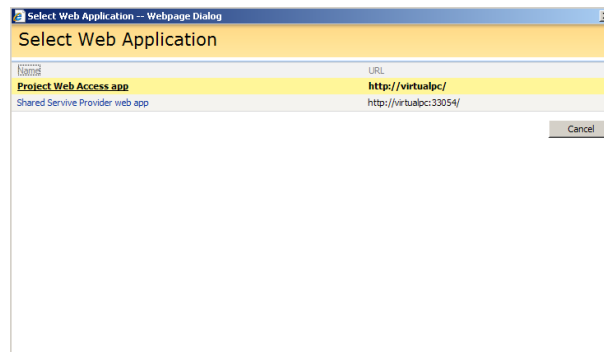 Select Web Application -- Webpage Dialog
Select Web Application
Name URL
Project Web Access app http://virtualpc/
Shared Servive Provider web app http://virtualpc:33054/
Cancel